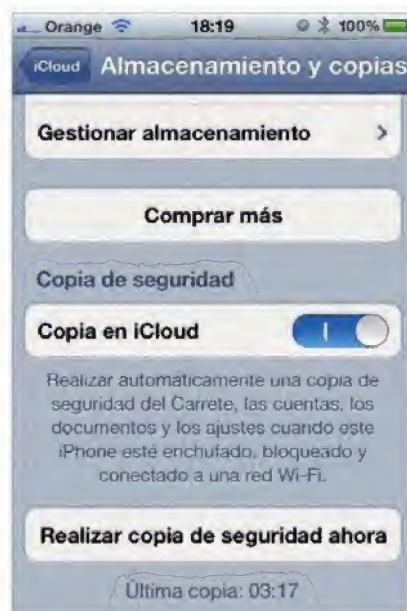 Orange 18:19 100%
iCloud Almacenamiento y copias
Gestionar almacenamiento
Comprar más
Copia de seguridad
Copia en iCloud
Realizar automáticamente una copia de
seguridad del Carrete, las cuentas, los
documentos y los ajustes cuando este
iPhone esté enchufado, bloqueado y
conectado a una red Wi-Fi.
Realizar copia de seguridad ahora
Última copia: 03:17